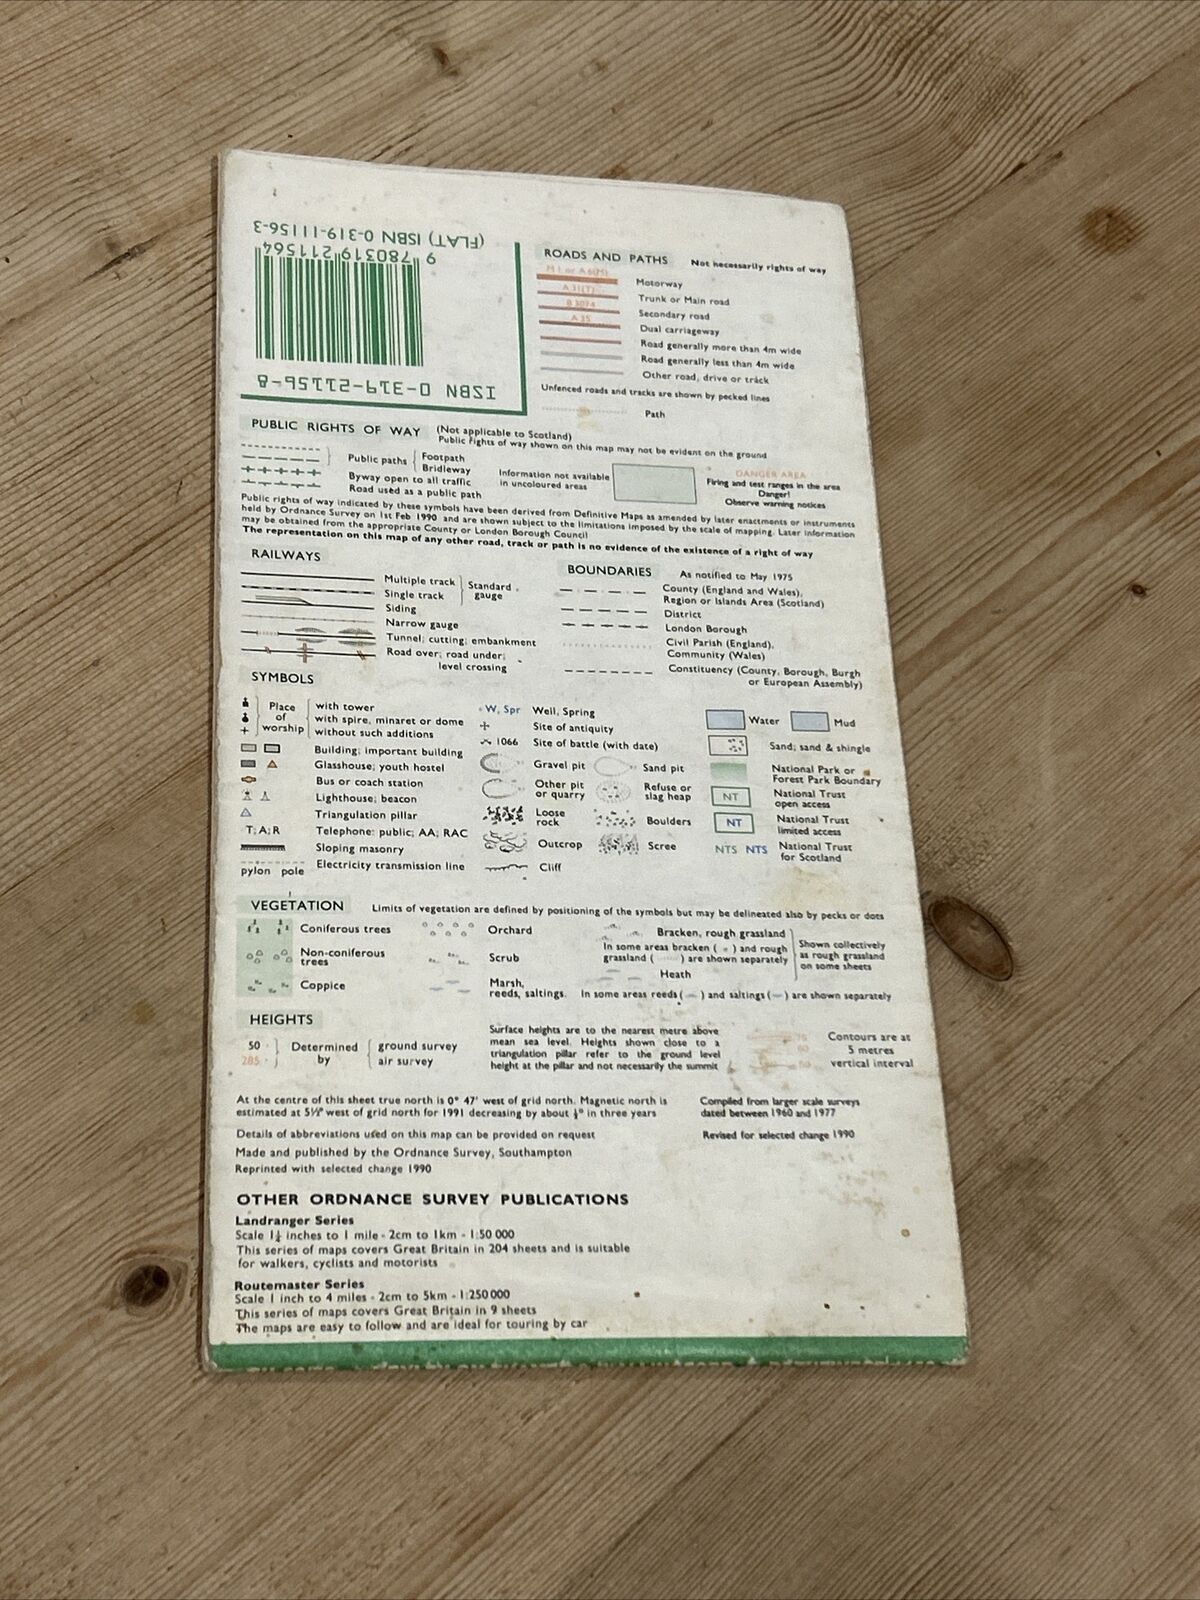 (FLAT) ISBN 0-319-11156-3
9 780319 211564
ISBN 0-319-21156-8
ROADS AND PATHS Not necessarily rights of way
M I or A 6(M) Motorway
A 31(T) Trunk or Main road
B 3074 Secondary road
A 35 Dual carriageway
Road generally more than 4m wide
Road generally less than 4m wide
Other road, drive or track
Unfenced roads and tracks are shown by pecked lines
Path
PUBLIC RIGHTS OF WAY (Not applicable to Scotland)
Public Rights of way shown on this map may not be evident on the ground
Public paths Footpath
Bridleway
Byway open to all traffic
Road used as a public path
Information not available
in uncoloured areas
DANGER AREA
Firing and test ranges in the area
Danger!
Observe warning notices
Public rights of way indicated by these symbols have been derived from Definitive Maps as amended by later enactments or instruments
held by Ordnance Survey on 1st Feb 1990 and are shown subject to the limitations imposed by the scale of mapping. Later information
may be obtained from the appropriate County or London Borough Council
The representation on this map of any other road, track or path is no evidence of the existence of a right of way
RAILWAYS
Multiple track Standard
Single track gauge
Siding
Narrow gauge
Tunnel; cutting; embankment
Road over; road under;
level crossing
BOUNDARIES As notified to May 1975
County (England and Wales),
Region or Islands Area (Scotland)
District
London Borough
Civil Parish (England),
Community (Wales)
Constituency (County, Borough, Burgh
or European Assembly)
SYMBOLS
Place
of
worship
with tower
with spire, minaret or dome
without such additions
Building; important building
Glasshouse; youth hostel
Bus or coach station
Lighthouse; beacon
Triangulation pillar
T; A; R Telephone: public; AA; RAC
Sloping masonry
pylon pole Electricity transmission line
W, Spr Well, Spring
Site of antiquity
1066 Site of battle (with date)
Gravel pit
Sand pit
Other pit
or quarry
Refuse or
slag heap
Loose
rock
Boulders
Outcrop
Scree
Cliff
Water
Mud
Sand; sand & shingle
National Park or
Forest Park Boundary
NT National Trust
open access
NT National Trust
limited access
NTS NTS National Trust
for Scotland
VEGETATION Limits of vegetation are defined by positioning of the symbols but may be delineated also by pecks or dots
Coniferous trees
Non-coniferous
trees
Coppice
Orchard
Scrub
Marsh,
reeds, saltings.
Bracken, rough grassland
In some areas bracken ( ) and rough
grassland ( ) are shown separately
Heath
Shown collectively
as rough grassland
on some sheets
In some areas reeds ( ) and saltings ( ) are shown separately
HEIGHTS
50 Determined ground survey
285 by air survey
Surface heights are to the nearest metre above
mean sea level. Heights shown close to a
triangulation pillar refer to the ground level
height at the pillar and not necessarily the summit
Contours are at
5 metres
vertical interval
At the centre of this sheet true north is 0° 47' west of grid north. Magnetic north is
estimated at 5½° west of grid north for 1991 decreasing by about ½° in three years
Compiled from larger scale surveys
dated between 1960 and 1977
Details of abbreviations used on this map can be provided on request
Revised for selected change 1990
Made and published by the Ordnance Survey, Southampton
Reprinted with selected change 1990
OTHER ORDNANCE SURVEY PUBLICATIONS
Landranger Series
Scale 1¼ inches to 1 mile - 2cm to 1km - 1:50 000
This series of maps covers Great Britain in 204 sheets and is suitable
for walkers, cyclists and motorists
Routemaster Series
Scale 1 inch to 4 miles - 2cm to 5km - 1:250 000
This series of maps covers Great Britain in 9 sheets
The maps are easy to follow and are ideal for touring by car